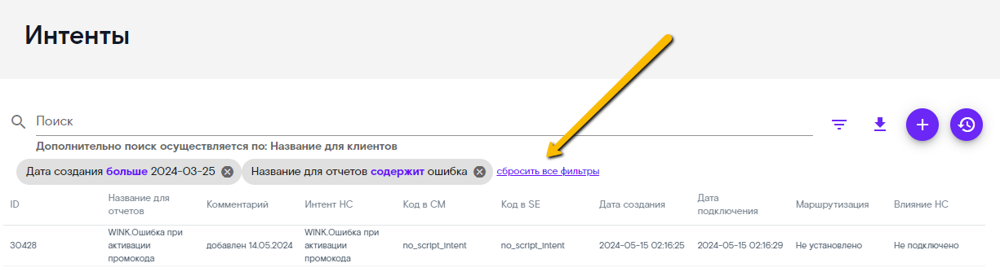 Интенты
Поиск
Дополнительно поиск осуществляется по: Название для клиентов
Дата создания больше 2024-03-25 Название для отчетов содержит ошибка сбросить все фильтры
ID Название для отчетов Комментарий Интент НС Код в CM Код в SE Дата создания Дата подключения Маршрутизация Влияние НС
30428 WINK.Ошибка при активации промокода добавлен 14.05.2024 WINK.Ошибка при активации промокода no_script_intent no_script_intent 2024-05-15 02:16:25 2024-05-15 02:16:29 Не установлено Не подключено